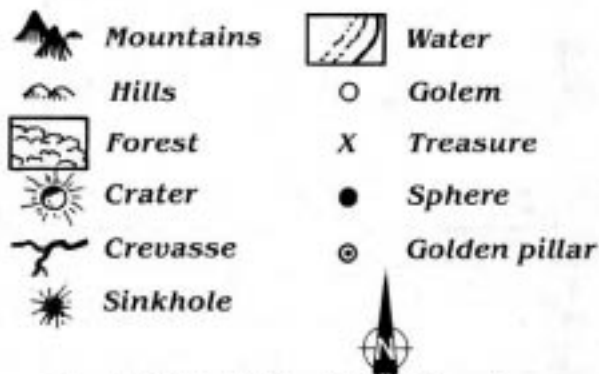 Mountains
Hills
Forest
Crater
Crevasse
Sinkhole
Water
Golem
X Treasure
Sphere
Golden pillar
N